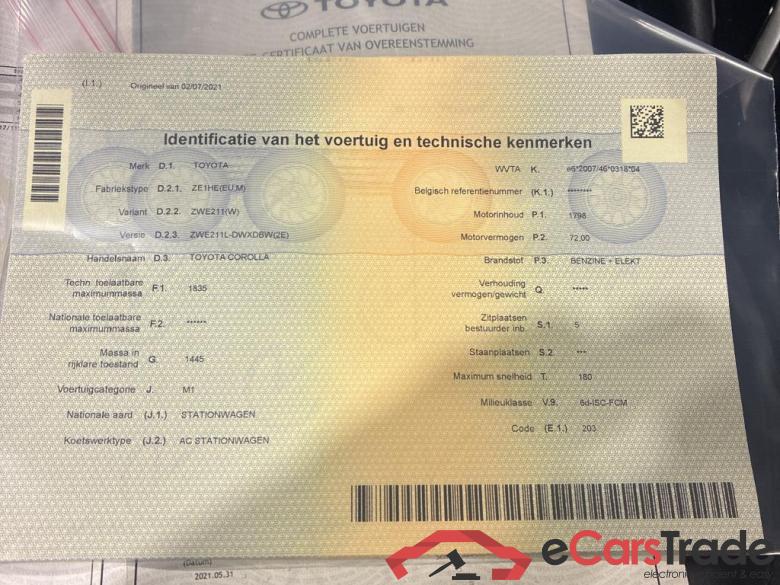 TOYOTA
COMPLETE VOERTUIGEN
CERTIFICAAT VAN OVEREENSTEMMING
(I.1.) Origineel van 02/07/2021
Identificatie van het voertuig en technische kenmerken
Merk D.1. TOYOTA
Fabriekstype D.2.1. ZE1HE(EU,M)
Variant D.2.2. ZWE211(W)
Versie D.2.3. ZWE211L-DWXDBW(2E)
Handelsnaam D.3. TOYOTA COROLLA
Techn. toelaatbare
maximummassa F.1. 1835
Nationale toelaatbare
maximummassa F.2. ******
Massa in
rijklare toestand G. 1445
Voertuigcategorie J. M1
Nationale aard (J.1.) STATIONWAGEN
Koetswerktype (J.2.) AC STATIONWAGEN
WVTA K. e6*2007/46*0318*04
Belgisch referentienummer (K.1.) ********
Motorinhoud P.1. 1798
Motorvermogen P.2. 72,00
Brandstof P.3. BENZINE + ELEKT
Verhouding
vermogen/gewicht Q. *****
Zitplaatsen
bestuurder inb. S.1. 5
Staanplaatsen S.2. ***
Maximum snelheid T. 180
Milieuklasse V.9. 6d-ISC-FCM
Code (E.1.) 203
(Datum)
2021.05.31
eCarsTrade